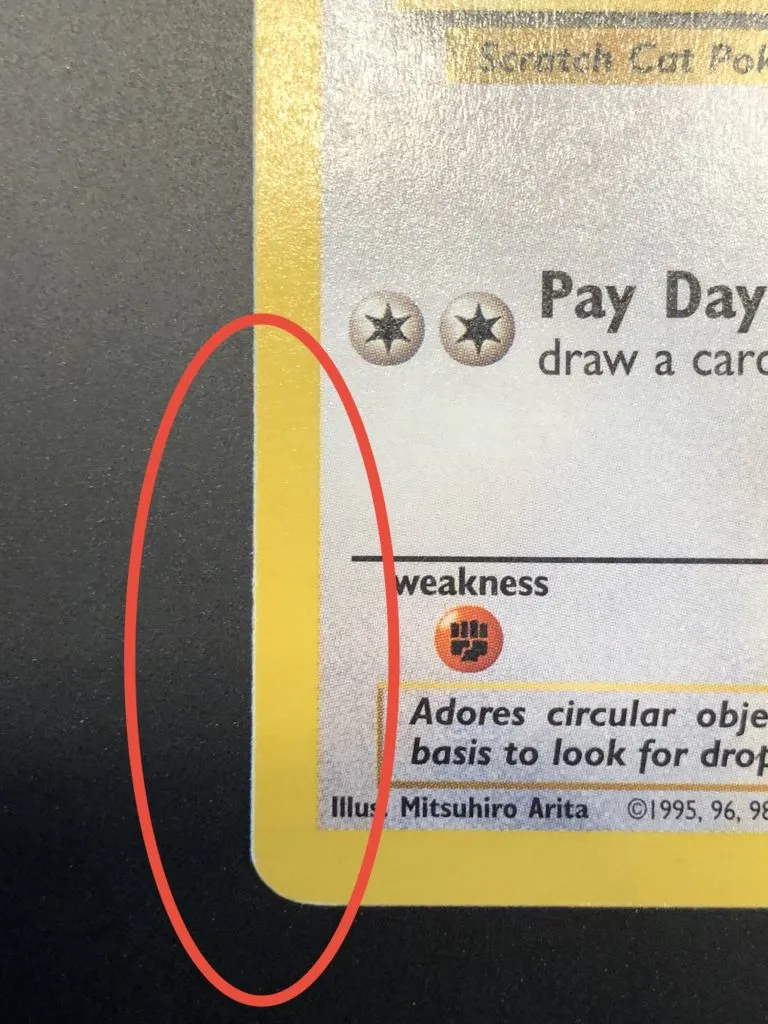 Scratch Cat Pok
Pay Day
draw a card
weakness
Adores circular obje
basis to look for drop
Illus. Mitsuhiro Arita ©1995, 96, 98